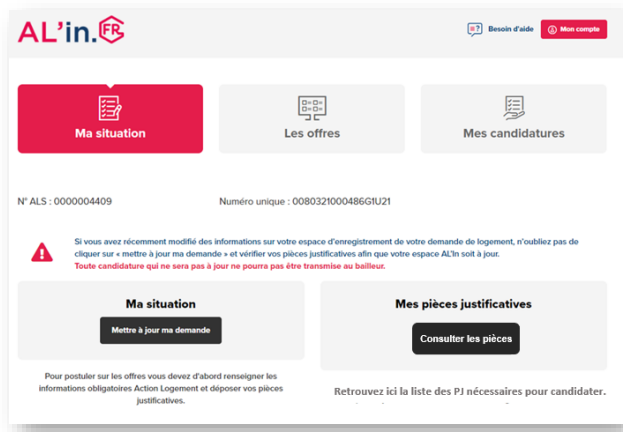 AL'in.FR
Besoin d'aide
Mon compte
Ma situation
Les offres
Mes candidatures
N° ALS : 0000004409
Numéro unique : 0080321000486G1U21
Si vous avez récemment modifié des informations sur votre espace d'enregistrement de votre demande de logement, n'oubliez pas de
cliquer sur « mettre à jour ma demande » et vérifier vos pièces justificatives afin que votre espace AL'in soit à jour.
Toute candidature qui ne sera pas à jour ne pourra pas être transmise au bailleur.
Ma situation
Mettre à jour ma demande
Pour postuler sur les offres vous devez d'abord renseigner les
informations obligatoires Action Logement et déposer vos pièces
justificatives.
Mes pièces justificatives
Consulter les pièces
Retrouvez ici la liste des PJ nécessaires pour candidater.